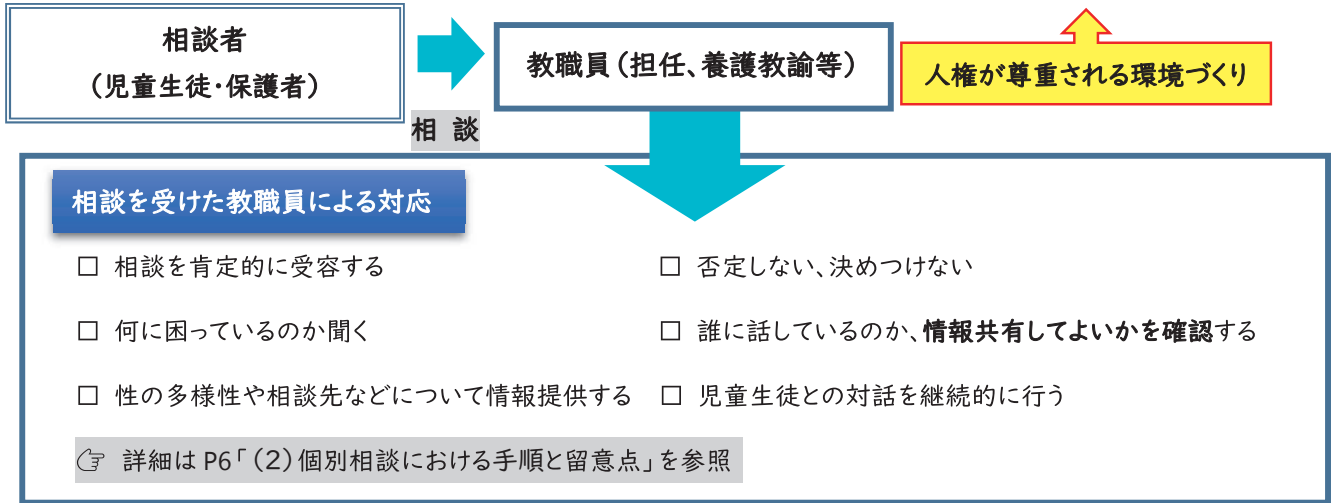 相談者
（児童生徒・保護者）
相 談
教職員（担任、養護教諭等）
人権が尊重される環境づくり
相談を受けた教職員による対応
□ 相談を肯定的に受容する
□ 否定しない、決めつけない
□ 何に困っているのか聞く
□ 誰に話しているのか、情報共有してよいかを確認する
□ 性の多様性や相談先などについて情報提供する
□ 児童生徒との対話を継続的に行う
☞ 詳細は P6「（２）個別相談における手順と留意点」を参照